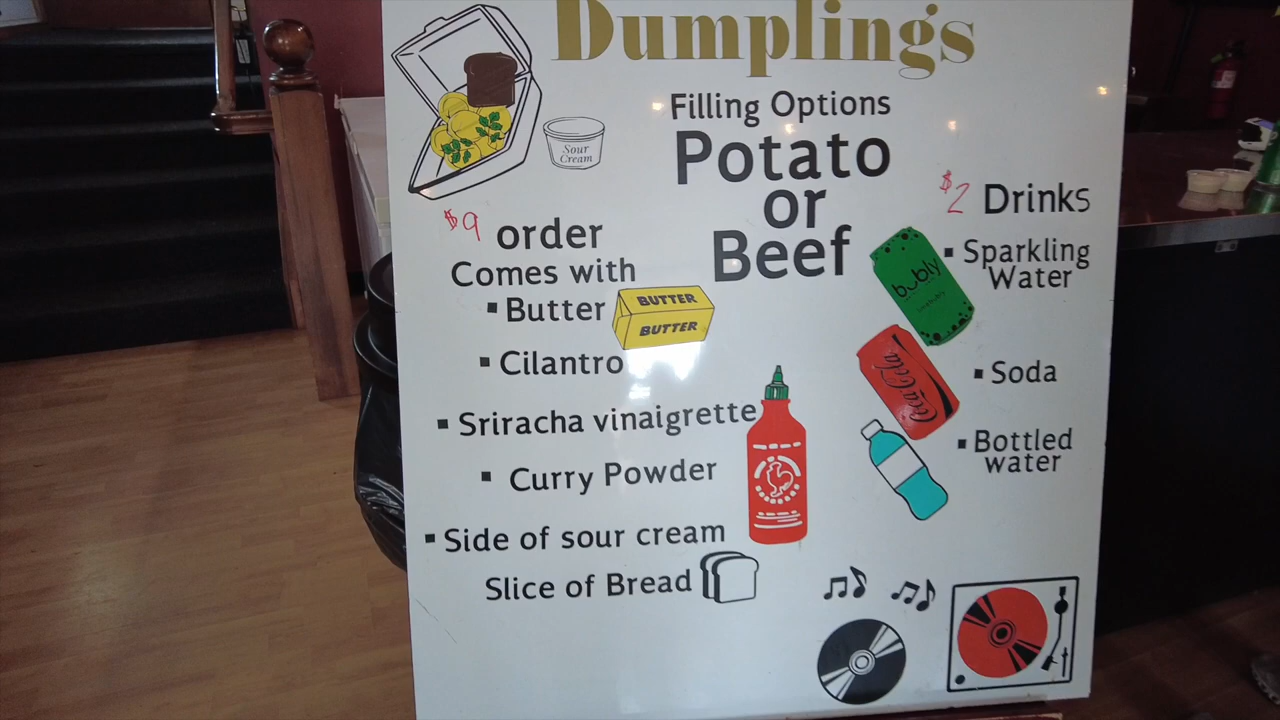 Dumplings
Filling Options
Potato
or
Beef
Sour
Cream
$9 order
Comes with
▪ Butter
BUTTER
BUTTER
▪ Cilantro
▪ Sriracha vinaigrette
▪ Curry Powder
▪ Side of sour cream
Slice of Bread
$2 Drinks
▪ Sparkling
Water
bubly
▪ Soda
Coca Cola
▪ Bottled
water